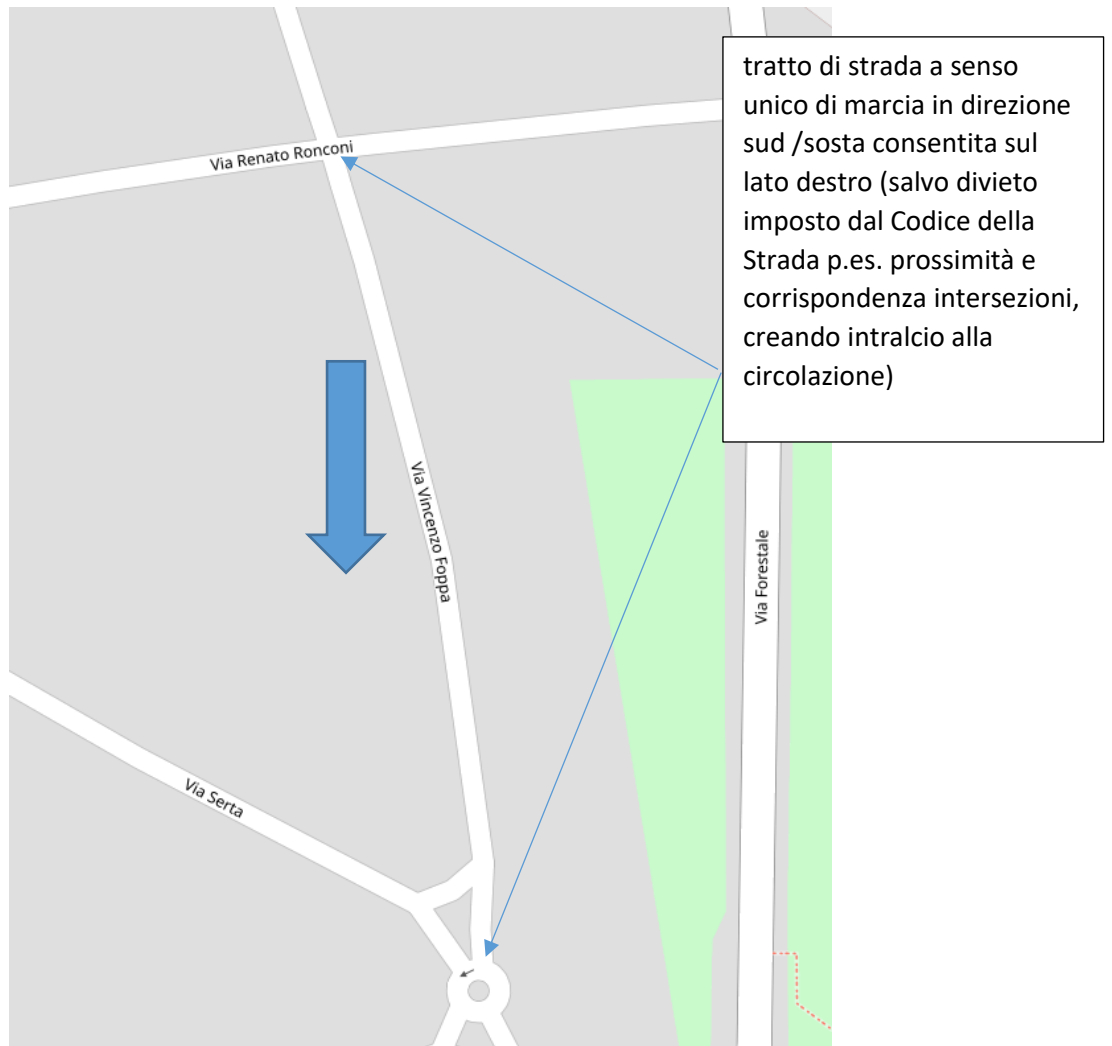 tratto di strada a senso
unico di marcia in direzione
sud /sosta consentita sul
lato destro (salvo divieto
imposto dal Codice della
Strada p.es. prossimità e
corrispondenza intersezioni,
creando intralcio alla
circolazione)
Via Renato Ronconi
Via Vincenzo Foppa
Via Forestale
Via Serta